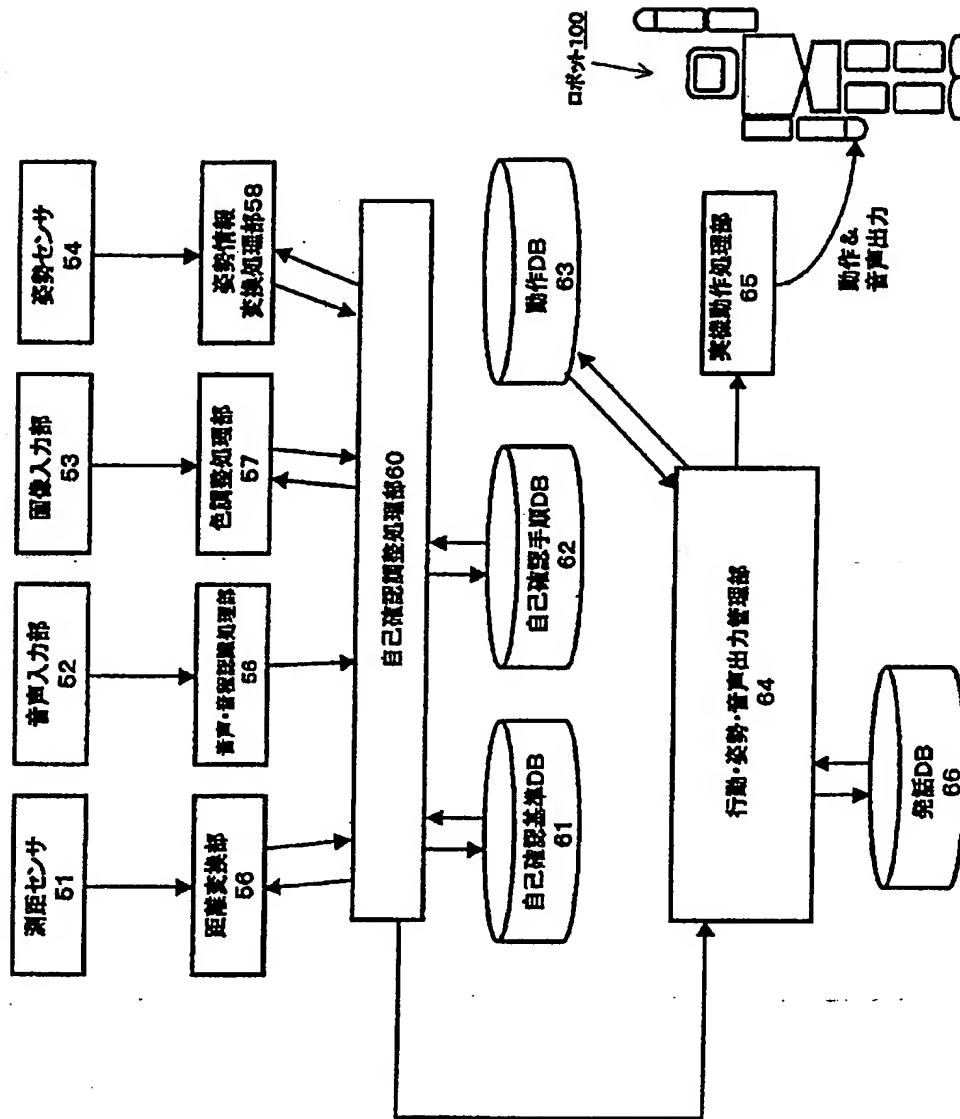 測距センサ
51
音声入力部
52
画像入力部
53
姿勢センサ
54
距離変換部
56
音声・音程認識処理部
56
色調整処理部
57
姿勢情報
変換処理部58
自己確認調整処理部60
自己確認基準DB
61
自己確認手順DB
62
動作DB
63
行動・姿勢・音声出力管理部
64
実機動作処理部
65
動作&
音声出力
ロボット100
発話DB
66